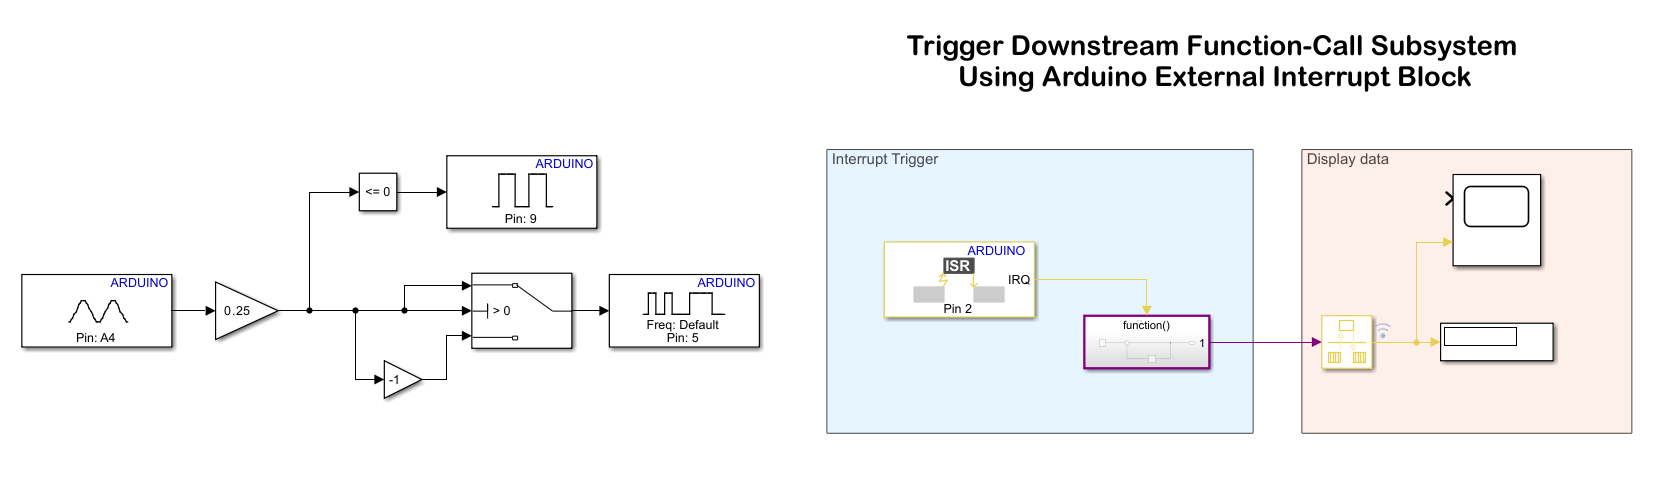 Trigger Downstream Function-Call Subsystem
Using Arduino External Interrupt Block
ARDUINO
<= 0
Pin: 9
ARDUINO
Pin: A4
0.25
> 0
-1
ARDUINO
Freq: Default
Pin: 5
Interrupt Trigger
ARDUINO
ISR
IRQ
Pin 2
function()
1
Display data